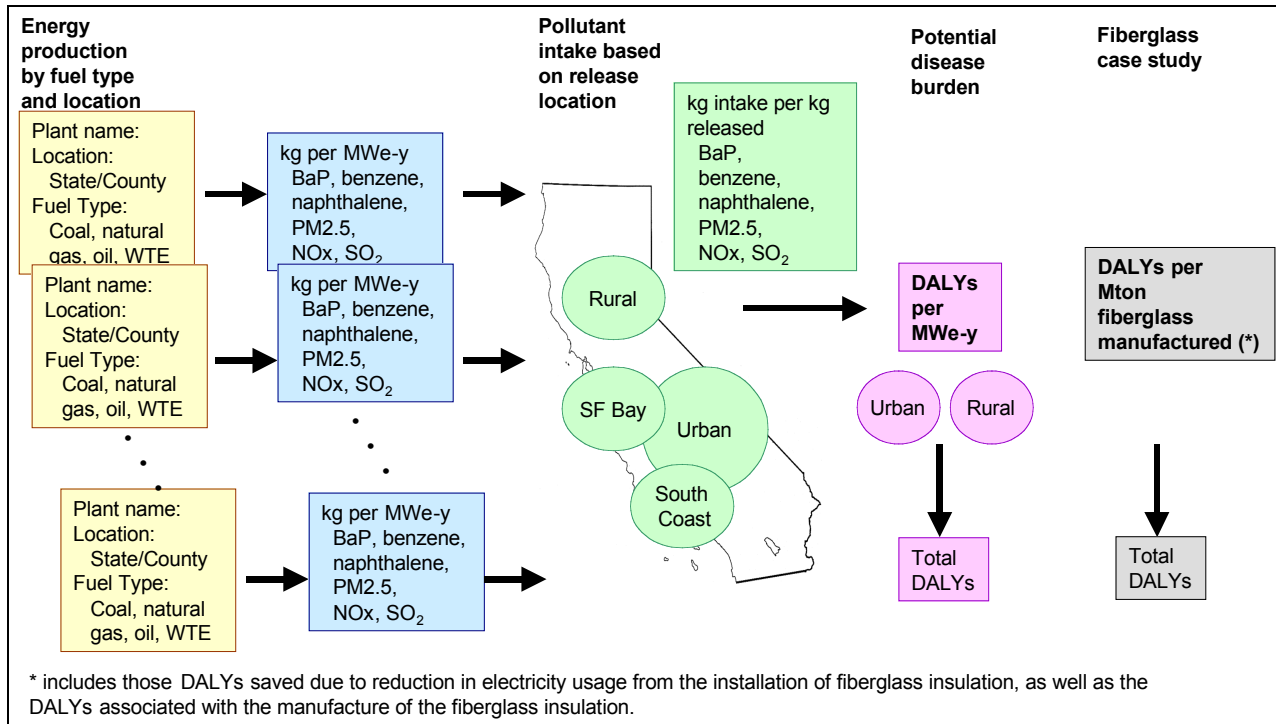 Energy
production
by fuel type
and location
Pollutant
intake based
on release
location
Potential
disease
burden
Fiberglass
case study
Plant name:
Location:
State/County
Fuel Type:
Coal, natural
gas, oil, WTE
kg per MWe-y
BaP, benzene,
naphthalene,
PM2.5,
NOx, SO₂
kg intake per kg
released
BaP,
benzene,
naphthalene,
PM2.5,
NOx, SO₂
Plant name:
Location:
State/County
Fuel Type:
Coal, natural
gas, oil, WTE
kg per MWe-y
BaP, benzene,
naphthalene,
PM2.5,
NOx, SO₂
Rural
SF Bay
Urban
South
Coast
DALYs
per
MWe-y
Urban
Rural
DALYs per
Mton
fiberglass
manufactured (*)
Plant name:
Location:
State/County
Fuel Type:
Coal, natural
gas, oil, WTE
kg per MWe-y
BaP, benzene,
naphthalene,
PM2.5,
NOx, SO₂
Total
DALYs
Total
DALYs
* includes those DALYs saved due to reduction in electricity usage from the installation of fiberglass insulation, as well as the
DALYs associated with the manufacture of the fiberglass insulation.